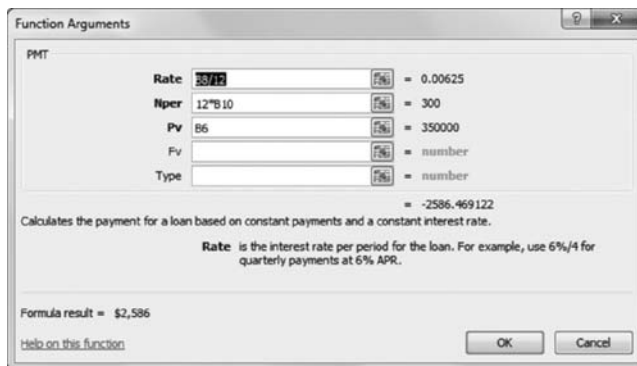 Function Arguments
PMT
Rate B8/12 = 0.00625
Nper 12*B10 = 300
Pv B6 = 350000
Fv = number
Type = number
= -2586.469122
Calculates the payment for a loan based on constant payments and a constant interest rate.
Rate is the interest rate per period for the loan. For example, use 6%/4 for
quarterly payments at 6% APR.
Formula result = $2,586
Help on this function
OK
Cancel